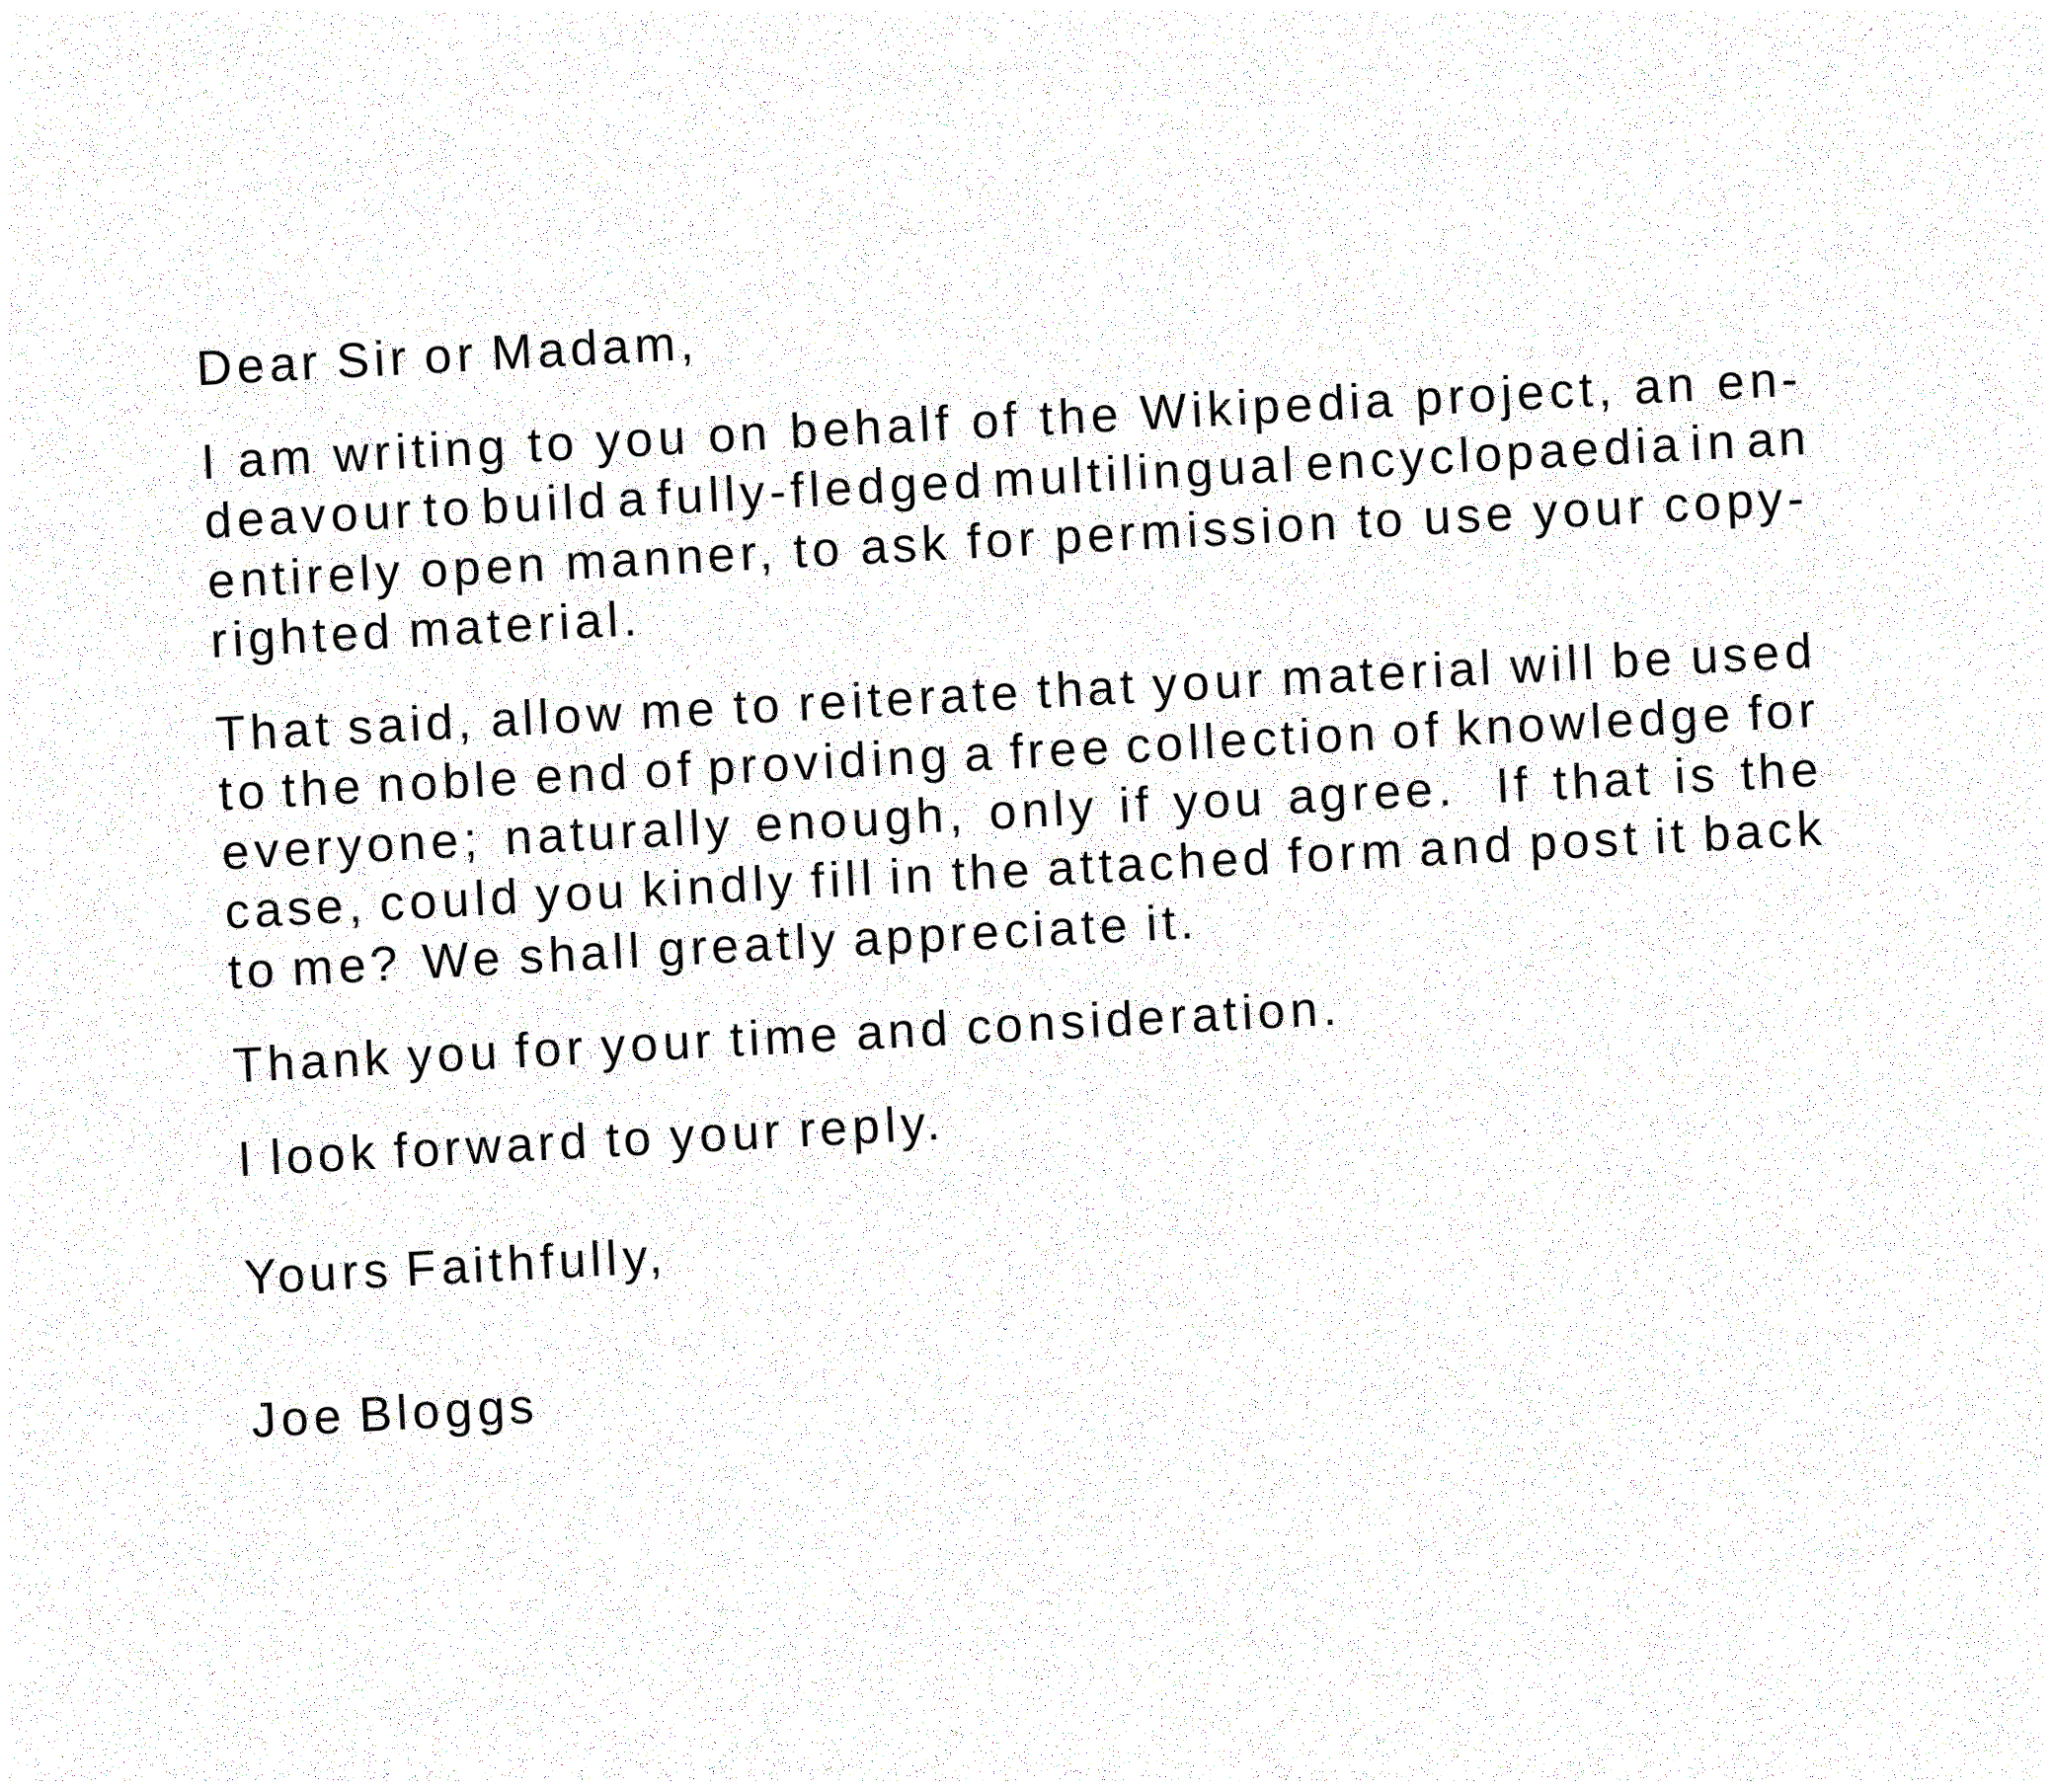 Dear Sir or Madam,
I am writing to you on behalf of the Wikipedia project, an en-
deavour to build a fully-fledged multilingual encyclopaedia in an
entirely open manner, to ask for permission to use your copy-
righted material.
That said, allow me to reiterate that your material will be used
to the noble end of providing a free collection of knowledge for
everyone; naturally enough, only if you agree. If that is the
case, could you kindly fill in the attached form and post it back
to me? We shall greatly appreciate it.
Thank you for your time and consideration.
I look forward to your reply.
Yours Faithfully,
Joe Bloggs